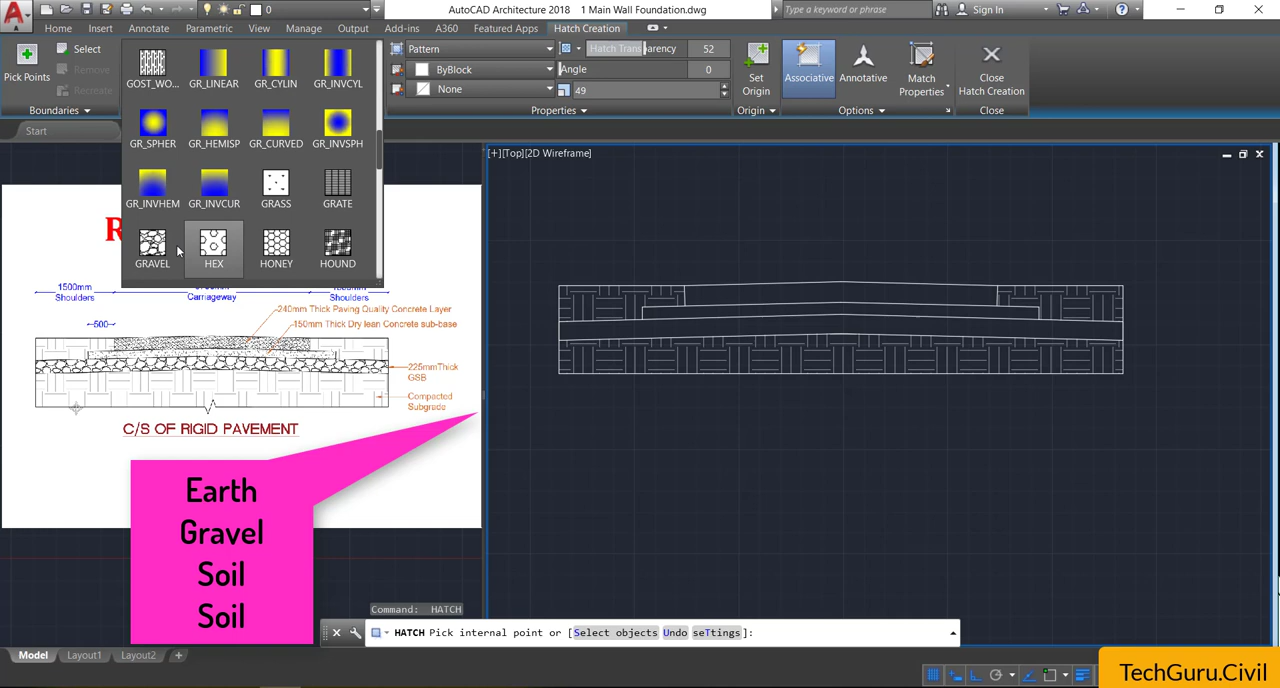 0
AutoCAD Architecture 2018 1 Main Wall Foundation.dwg
Type a keyword or phrase
Sign In
Insert Annotate Parametric View Manage Output Add-ins A360 Featured Apps Hatch Creation
Home
Pick Points
Select
Remove
Recreate
Boundaries
GOST_WO... GR_LINEAR GR_CYLIN GR_INVCYL
GR_SPHER GR_HEMISP GR_CURVED GR_INVSPH
GR_INVHEM GR_INVCUR GRASS GRATE
GRAVEL HEX HONEY HOUND
Pattern
ByBlock
None
Hatch Trans parency 52
Angle 0
49
Properties
Set Origin
Origin
Associative
Annotative
Match Properties
Options
Close Hatch Creation
Close
Start
[+][Top][2D Wireframe]
R
1500mm
Shoulders
Carriageway
Shoulders
500
240mm Thick Paving Quality Concrete Layer
150mm Thick Dry lean Concrete sub-base
225mmThick
GSB
Compacted
Subgrade
C/S OF RIGID PAVEMENT
Earth
Gravel
Soil
Soil
Command: HATCH
HATCH Pick internal point or [Select objects Undo seTtings]:
Model Layout1 Layout2 +
TechGuru.Civil